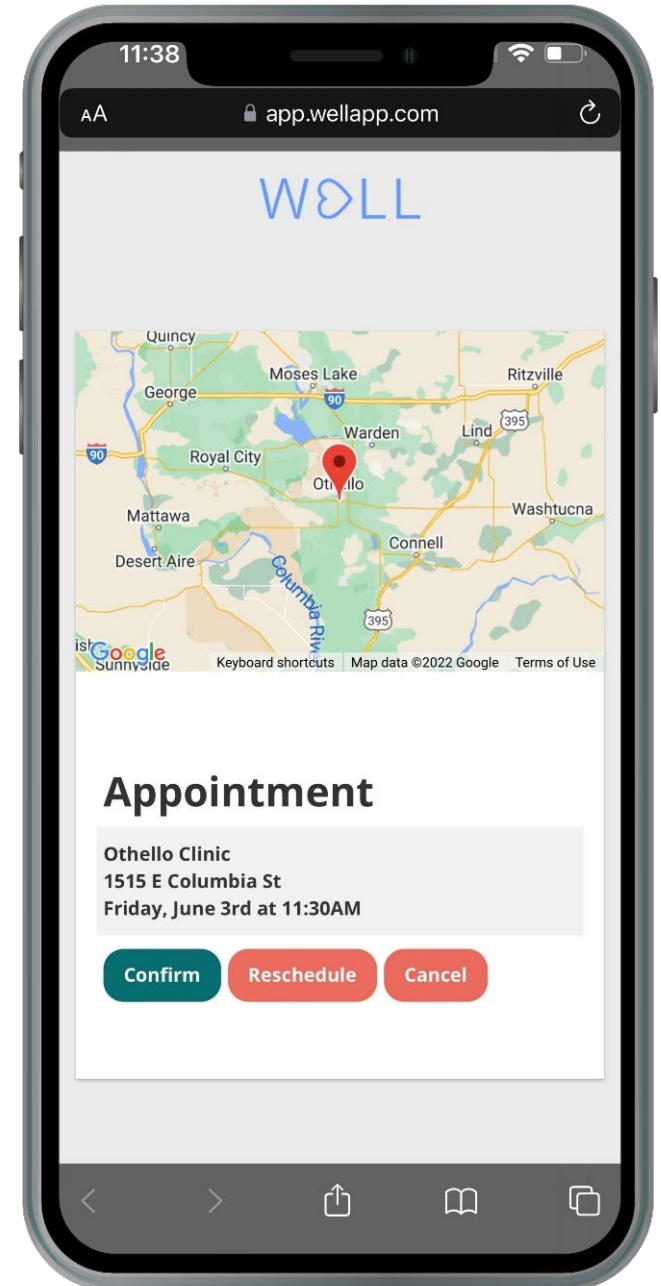 11:38
AA
app.wellapp.com
WELL
Quincy
Moses Lake
Ritzville
George
90
395
Warden
Lind
90
Royal City
Othello
Mattawa
Washtucna
Desert Aire
Connell
Columbia Rive
395
Google
Sunnyside
Keyboard shortcuts
Map data ©2022 Google
Terms of Use
Appointment
Othello Clinic
1515 E Columbia St
Friday, June 3rd at 11:30AM
Confirm
Reschedule
Cancel